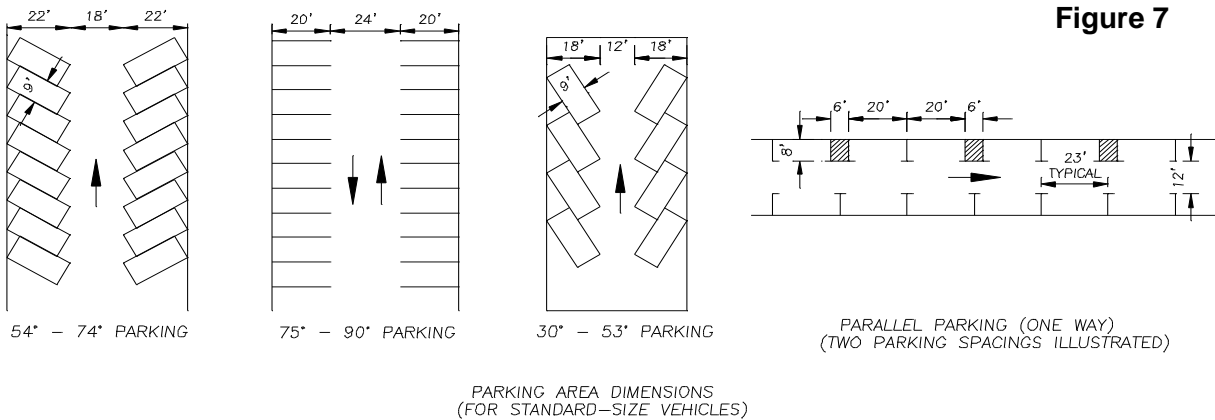 Figure 7
22' 18' 22'
9'
54° – 74° PARKING
20' 24' 20'
75° – 90° PARKING
18' 12' 18'
9'
30° – 53° PARKING
6' 20' 20' 6'
8'
23'
TYPICAL
12'
PARALLEL PARKING (ONE WAY)
(TWO PARKING SPACINGS ILLUSTRATED)
PARKING AREA DIMENSIONS
(FOR STANDARD–SIZE VEHICLES)